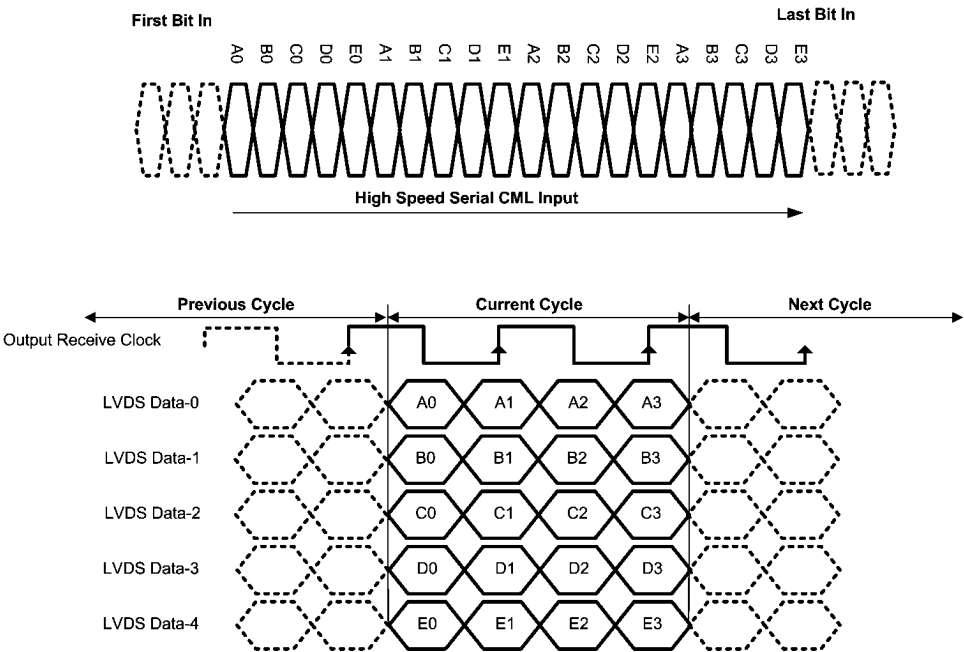 First Bit In
Last Bit In
A0 B0 C0 D0 E0 A1 B1 C1 D1 E1 A2 B2 C2 D2 E2 A3 B3 C3 D3 E3
High Speed Serial CML Input
Previous Cycle Current Cycle Next Cycle
Output Receive Clock
LVDS Data-0 A0 A1 A2 A3
LVDS Data-1 B0 B1 B2 B3
LVDS Data-2 C0 C1 C2 C3
LVDS Data-3 D0 D1 D2 D3
LVDS Data-4 E0 E1 E2 E3